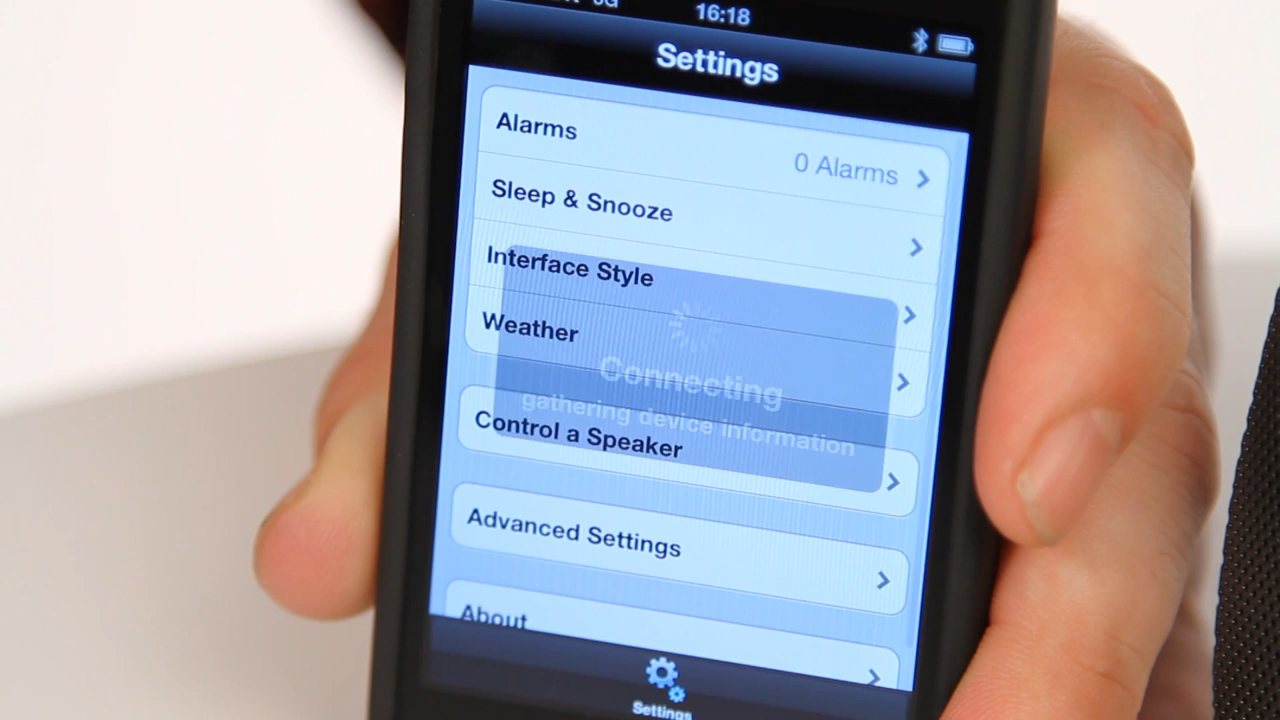 3G 16:18
Settings
Alarms
0 Alarms
Sleep & Snooze
Interface Style
Weather
Connecting
gathering device information
Control a Speaker
Advanced Settings
About
Settings